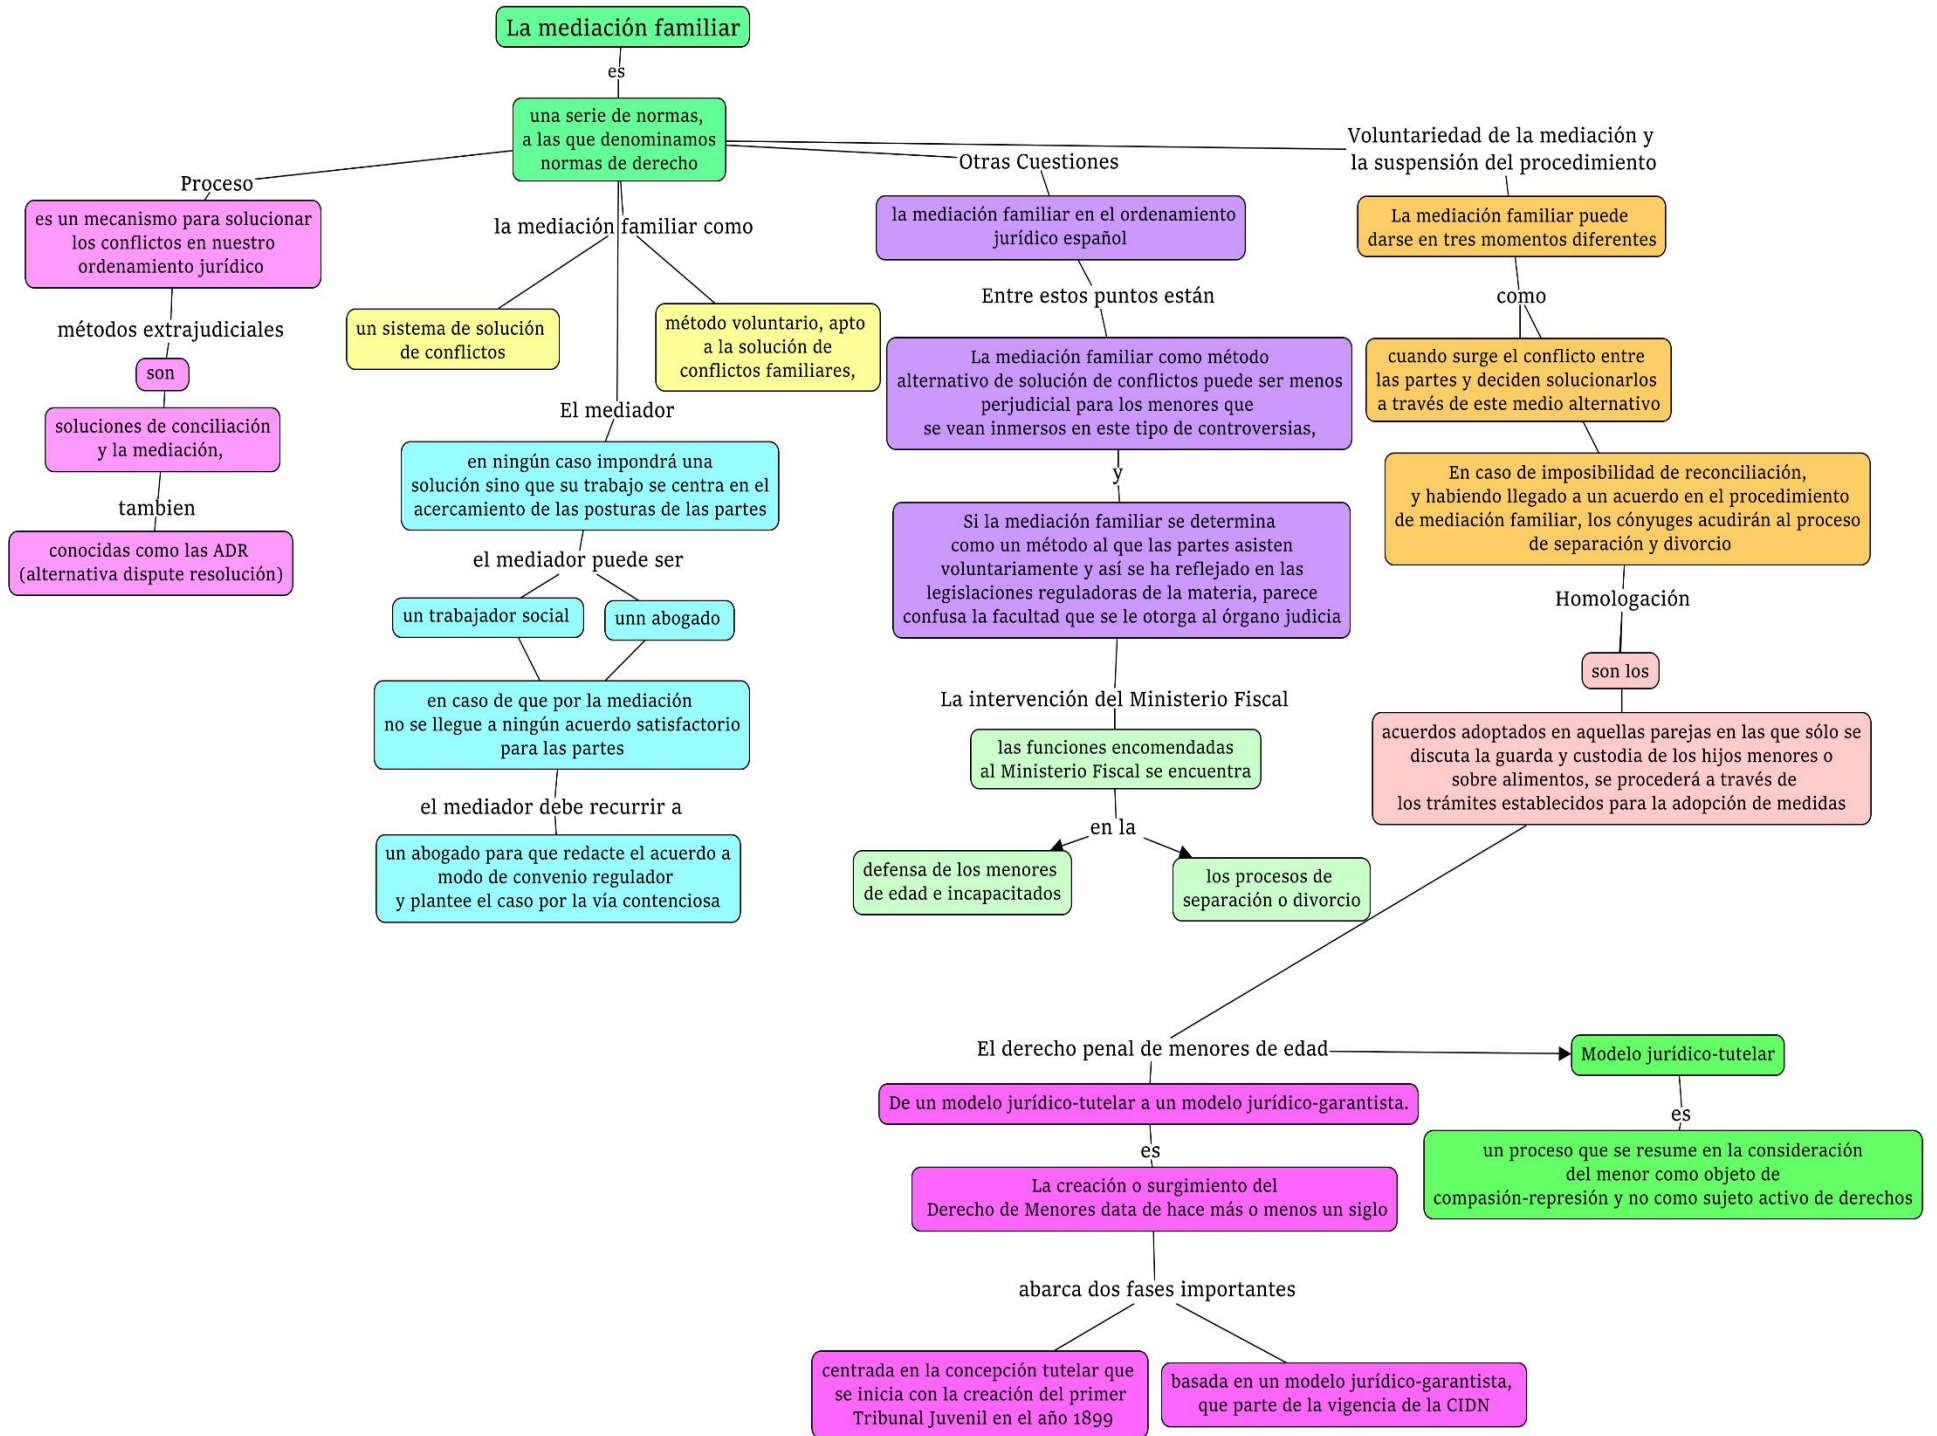 La mediación familiar
es
una serie de normas,
a las que denominamos
normas de derecho
Proceso
es un mecanismo para solucionar
los conflictos en nuestro
ordenamiento jurídico
métodos extrajudiciales
son
soluciones de conciliación
y la mediación,
tambien
conocidas como las ADR
(alternativa dispute resolución)
la mediación familiar como
un sistema de solución
de conflictos
método voluntario, apto
a la solución de
conflictos familiares,
El mediador
en ningún caso impondrá una
solución sino que su trabajo se centra en el
acercamiento de las posturas de las partes
el mediador puede ser
un trabajador social
unn abogado
en caso de que por la mediación
no se llegue a ningún acuerdo satisfactorio
para las partes
el mediador debe recurrir a
un abogado para que redacte el acuerdo a
modo de convenio regulador
y plantee el caso por la vía contenciosa
Otras Cuestiones
la mediación familiar en el ordenamiento
jurídico español
Entre estos puntos están
La mediación familiar como método
alternativo de solución de conflictos puede ser menos
perjudicial para los menores que
se vean inmersos en este tipo de controversias,
y
Si la mediación familiar se determina
como un método al que las partes asisten
voluntariamente y así se ha reflejado en las
legislaciones reguladoras de la materia, parece
confusa la facultad que se le otorga al órgano judicia
La intervención del Ministerio Fiscal
las funciones encomendadas
al Ministerio Fiscal se encuentra
en la
defensa de los menores
de edad e incapacitados
los procesos de
separación o divorcio
Voluntariedad de la mediación y
la suspensión del procedimiento
La mediación familiar puede
darse en tres momentos diferentes
como
cuando surge el conflicto entre
las partes y deciden solucionarlos
a través de este medio alternativo
En caso de imposibilidad de reconciliación,
y habiendo llegado a un acuerdo en el procedimiento
de mediación familiar, los cónyuges acudirán al proceso
de separación y divorcio
Homologación
son los
acuerdos adoptados en aquellas parejas en las que sólo se
discuta la guarda y custodia de los hijos menores o
sobre alimentos, se procederá a través de
los trámites establecidos para la adopción de medidas
El derecho penal de menores de edad
De un modelo jurídico-tutelar a un modelo jurídico-garantista.
es
La creación o surgimiento del
Derecho de Menores data de hace más o menos un siglo
abarca dos fases importantes
centrada en la concepción tutelar que
se inicia con la creación del primer
Tribunal Juvenil en el año 1899
basada en un modelo jurídico-garantista,
que parte de la vigencia de la CIDN
Modelo jurídico-tutelar
es
un proceso que se resume en la consideración
del menor como objeto de
compasión-represión y no como sujeto activo de derechos